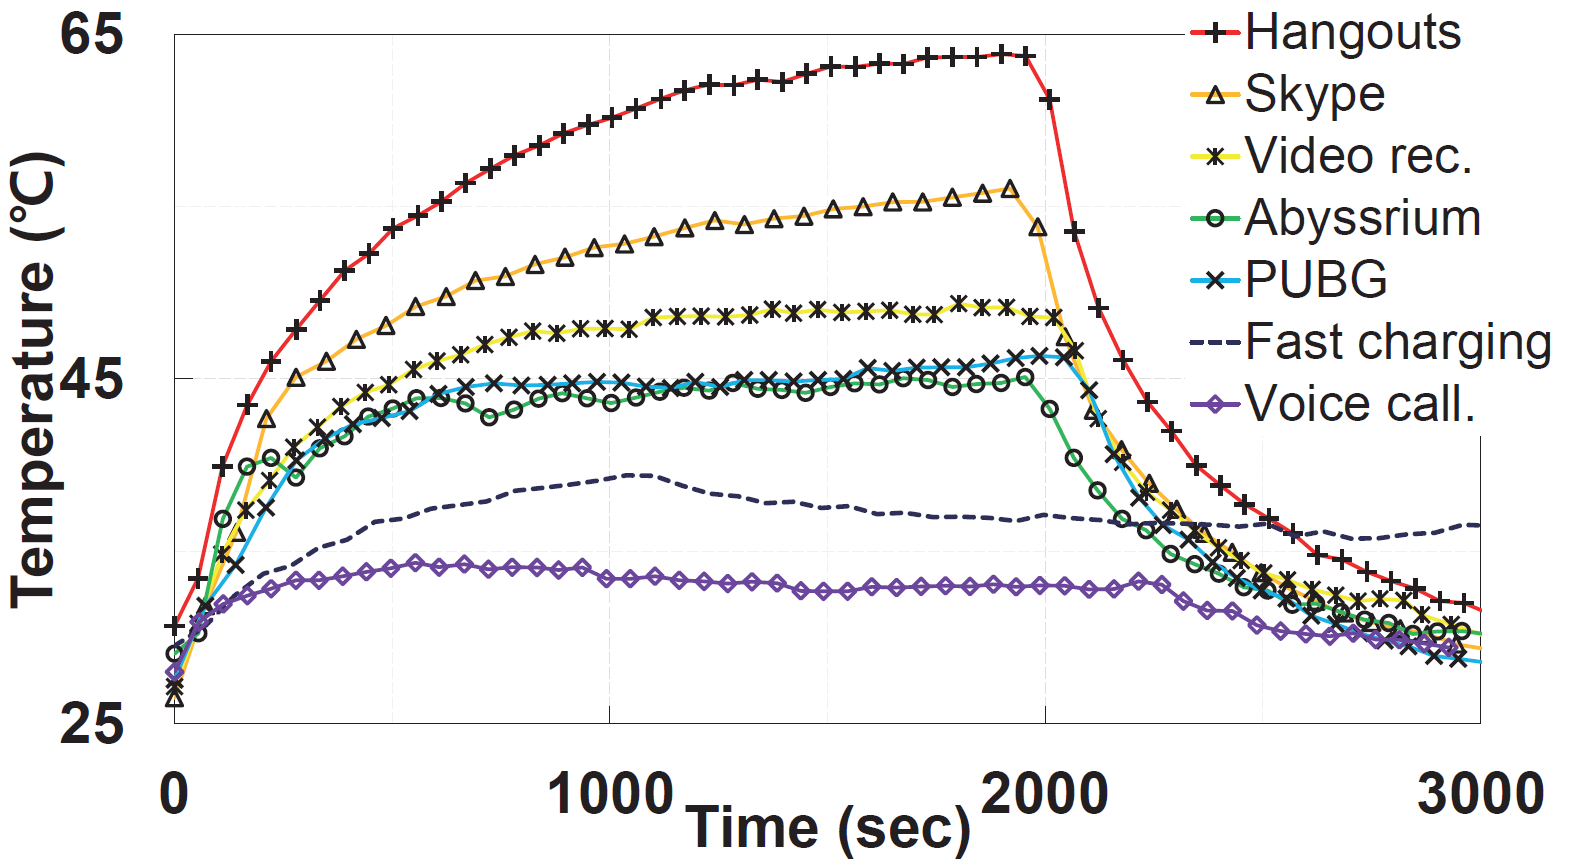 65
45
25
Temperature (°C)
Hangouts
Skype
Video rec.
Abyssrium
PUBG
Fast charging
Voice call.
0 1000 2000 3000
Time (sec)